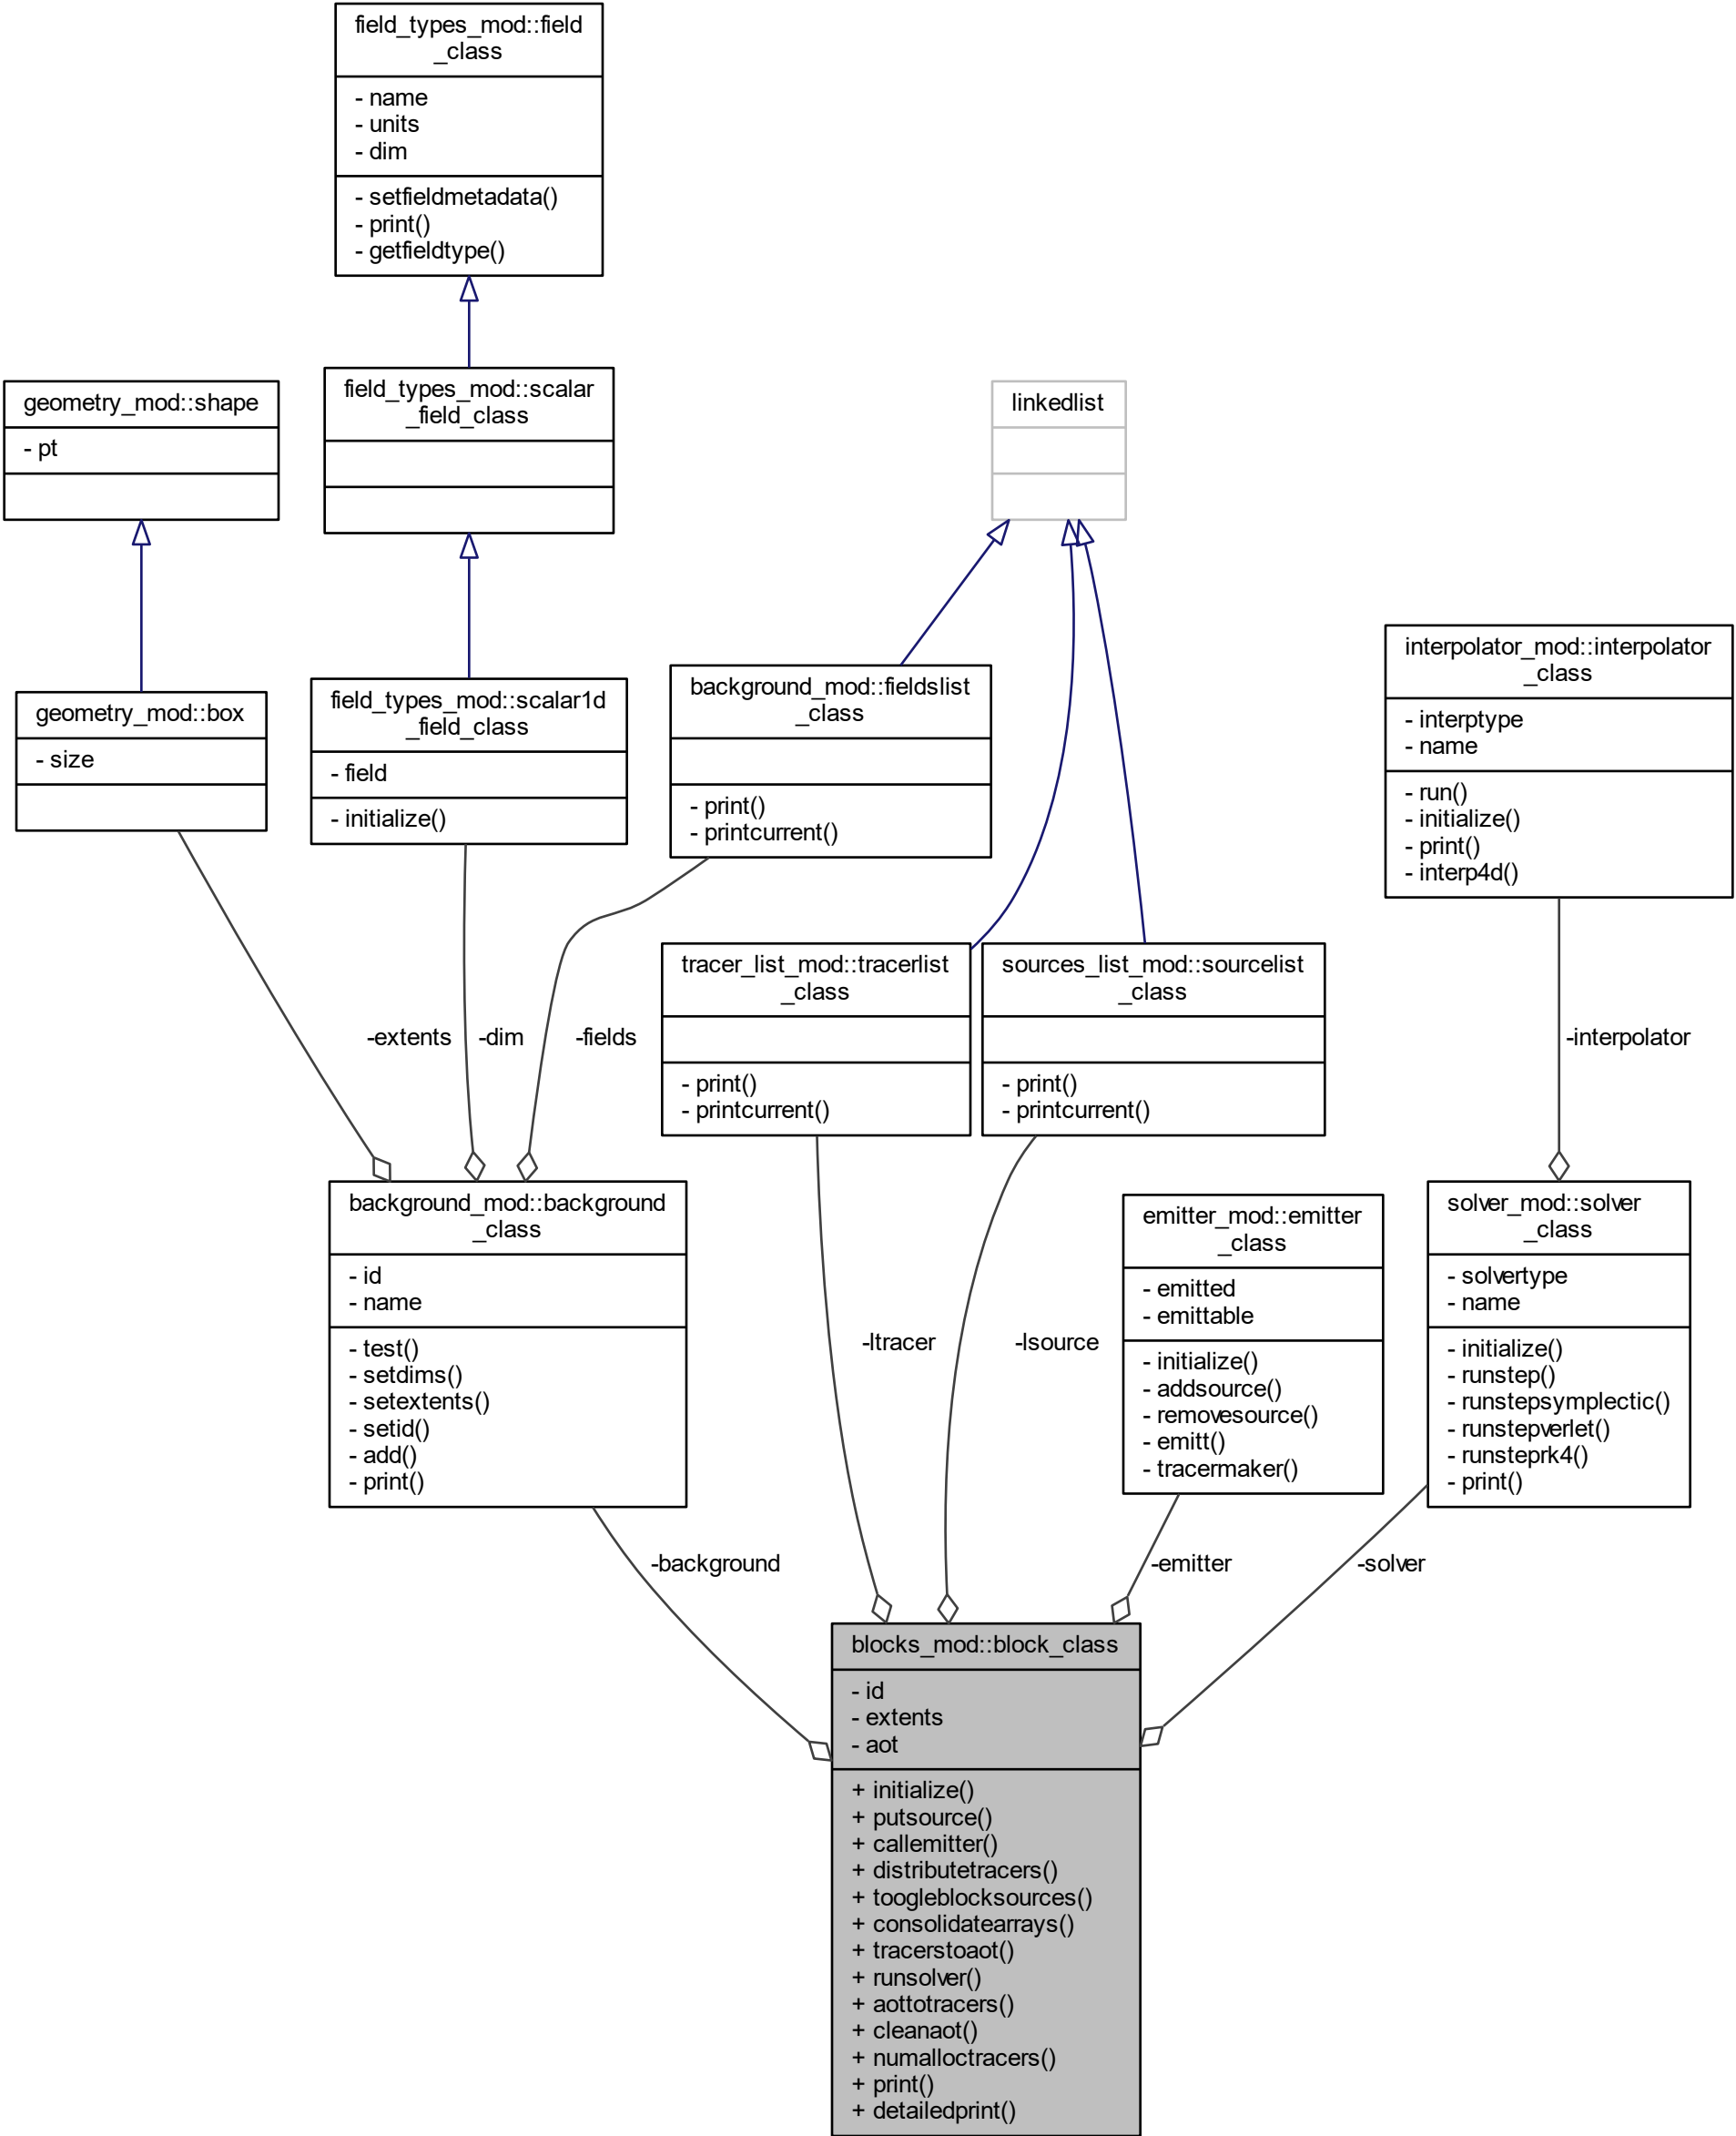 field_types_mod::field
_class
- name
- units
- dim
- setfieldmetadata()
- print()
- getfieldtype()
geometry_mod::shape
- pt
field_types_mod::scalar
_field_class
linkedlist
geometry_mod::box
- size
field_types_mod::scalar1d
_field_class
- field
- initialize()
background_mod::fieldslist
_class
- print()
- printcurrent()
interpolator_mod::interpolator
_class
- interptype
- name
- run()
- initialize()
- print()
- interp4d()
tracer_list_mod::tracerlist
_class
- print()
- printcurrent()
sources_list_mod::sourcelist
_class
- print()
- printcurrent()
-extents
-dim
-fields
-interpolator
background_mod::background
_class
- id
- name
- test()
- setdims()
- setextents()
- setid()
- add()
- print()
-ltracer
-lsource
emitter_mod::emitter
_class
- emitted
- emittable
- initialize()
- addsource()
- removesource()
- emitt()
- tracermaker()
solver_mod::solver
_class
- solvertype
- name
- initialize()
- runstep()
- runstepsymplectic()
- runstepverlet()
- runsteprk4()
- print()
-background
-emitter
-solver
blocks_mod::block_class
- id
- extents
- aot
+ initialize()
+ putsource()
+ callemitter()
+ distributetracers()
+ toogleblocksources()
+ consolidatearrays()
+ tracerstoaot()
+ runsolver()
+ aottotracers()
+ cleanaot()
+ numalloctracers()
+ print()
+ detailedprint()